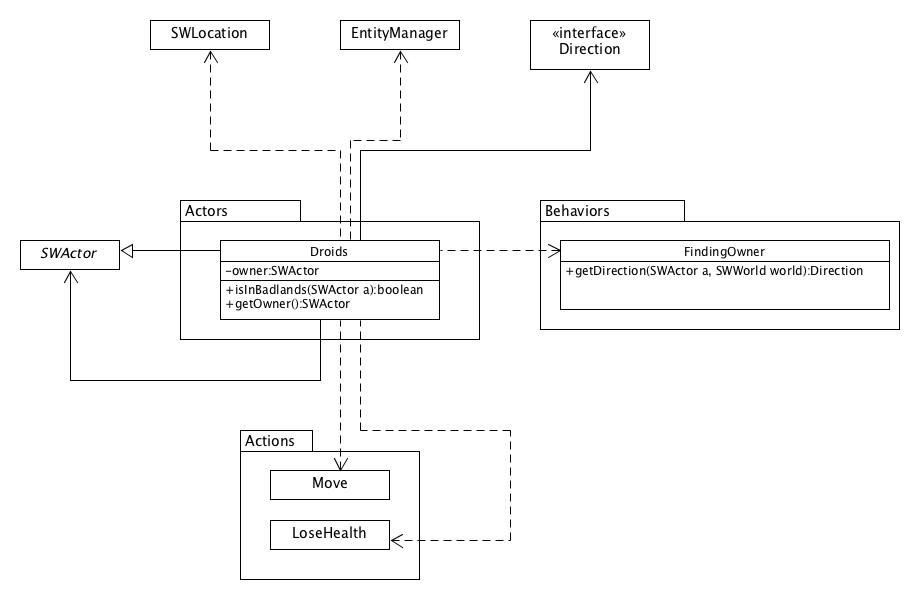 SWLocation
EntityManager
«interface»
Direction
Actors
Behaviors
SWActor
Droids
-owner:SWActor
+isInBadlands(SWActor a):boolean
+getOwner():SWActor
FindingOwner
+getDirection(SWActor a, SWWorld world):Direction
Actions
Move
LoseHealth